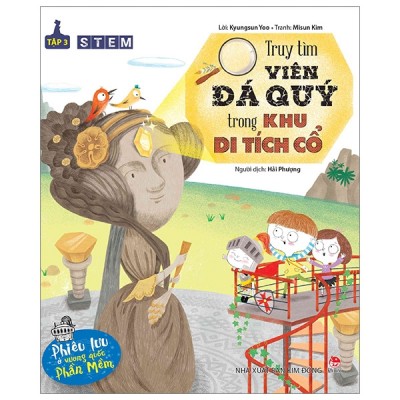 Lời: Kyungsun Yoo • Tranh: Misun Kim
TẬP 3
STEM
Truy tìm
VIÊN
ĐÁ QUÝ
trong KHU
DI TÍCH CỔ
Người dịch: Hải Phượng
Phiêu lưu
ở vương quốc
Phần Mềm
NHÀ XUẤT BẢN KIM ĐỒNG